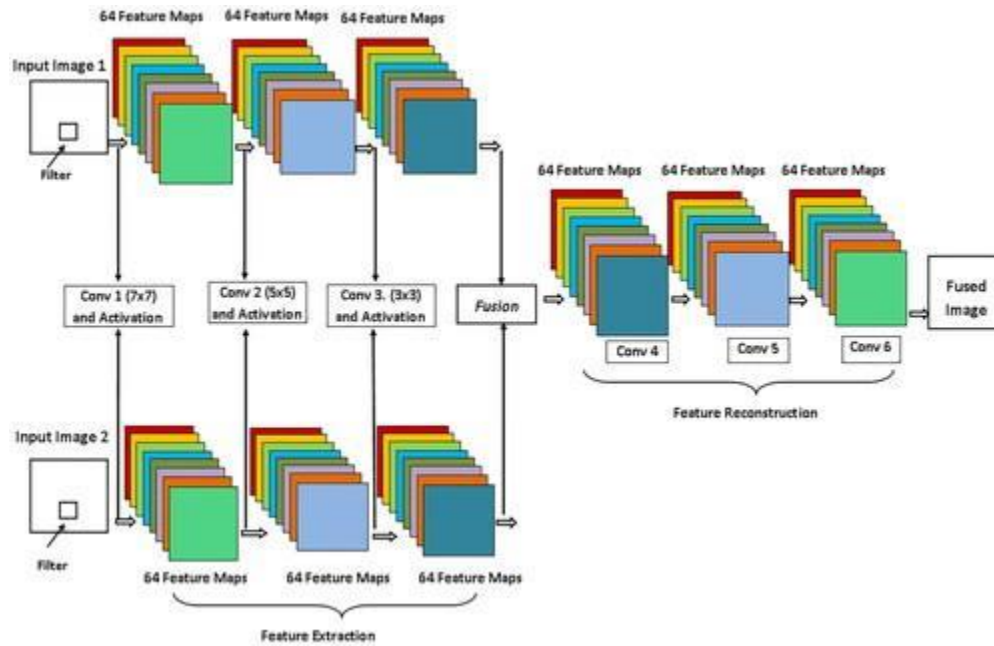 64 Feature Maps
64 Feature Maps
64 Feature Maps
Input Image 1
Filter
64 Feature Maps
64 Feature Maps
64 Feature Maps
Conv 1 (7x7)
and Activation
Conv 2 (5x5)
and Activation
Conv 3. (3x3)
and Activation
Fusion
Fused
Image
Conv 4
Conv 5
Conv 6
Feature Reconstruction
Input Image 2
Filter
64 Feature Maps
64 Feature Maps
64 Feature Maps
Feature Extraction